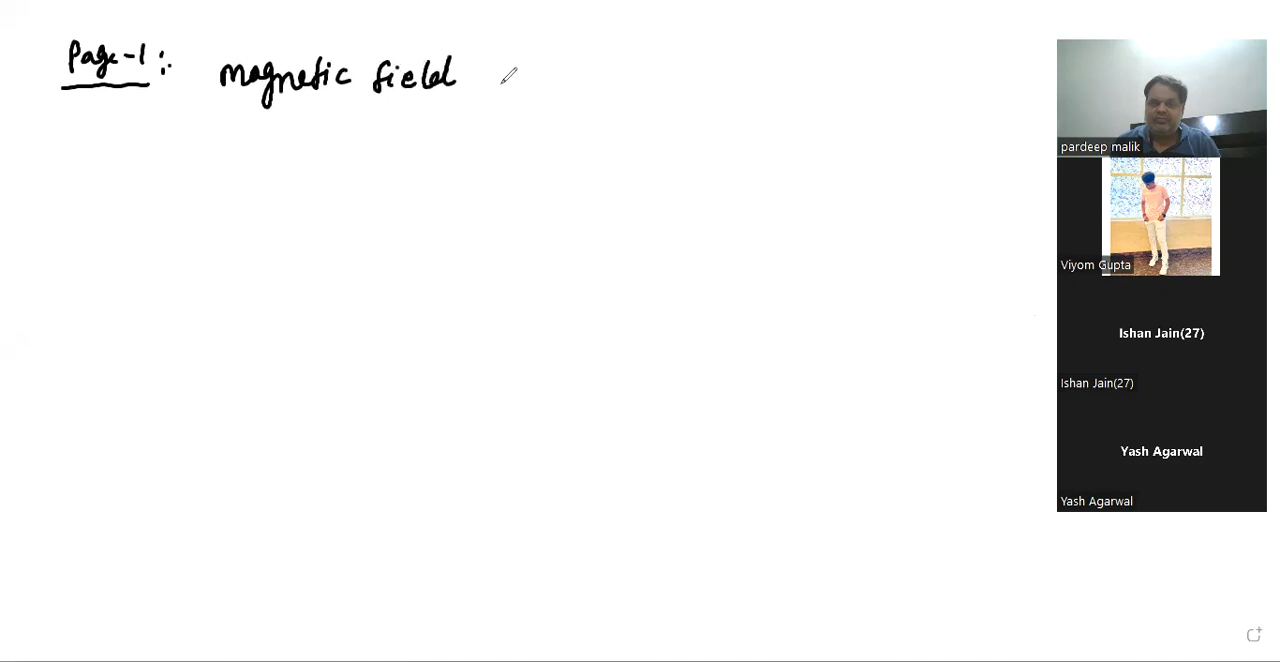 Page-1:
magnetic field
pardeep malik
Viyom Gupta
Ishan Jain(27)
Ishan Jain(27)
Yash Agarwal
Yash Agarwal